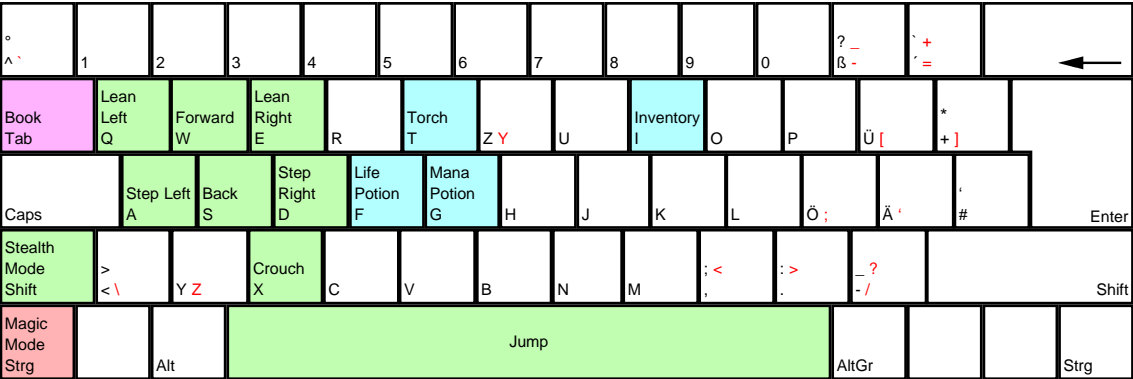 °
^ `
1
2
3
4
5
6
7
8
9
0
? _
ß -
` +
´ =
Book
Tab
Lean
Left
Q
Forward
W
Lean
Right
E
R
Torch
T
Z Y
U
Inventory
I
O
P
Ü [
*
+ ]
Caps
Step Left
A
Back
S
Step
Right
D
Life
Potion
F
Mana
Potion
G
H
J
K
L
Ö ;
Ä '
'
#
Enter
Stealth
Mode
Shift
>
< \
Y Z
Crouch
X
C
V
B
N
M
; <
,
: >
.
_ ?
- /
Shift
Magic
Mode
Strg
Alt
Jump
AltGr
Strg